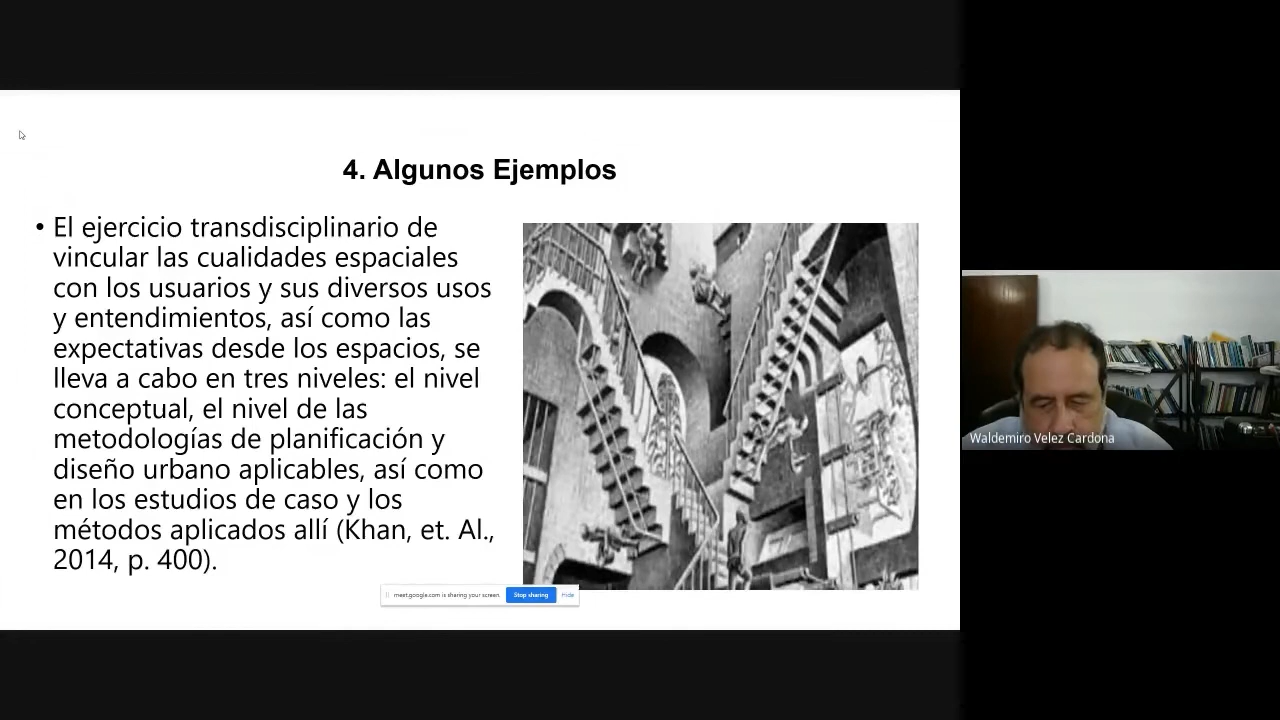 4. Algunos Ejemplos
• El ejercicio transdisciplinario de
vincular las cualidades espaciales
con los usuarios y sus diversos usos
y entendimientos, así como las
expectativas desde los espacios, se
lleva a cabo en tres niveles: el nivel
conceptual, el nivel de las
metodologías de planificación y
diseño urbano aplicables, así como
en los estudios de caso y los
métodos aplicados allí (Khan, et. Al.,
2014, p. 400).
meet.google.com is sharing your screen. Stop sharing Hide
Waldemiro Velez Cardona